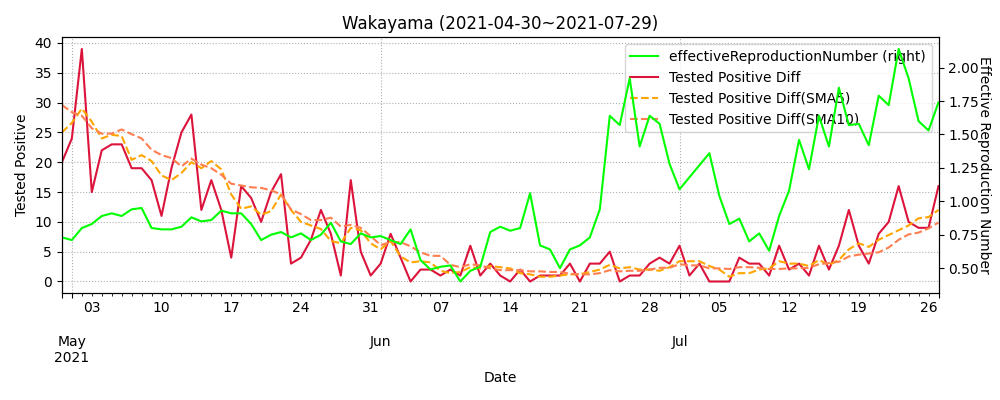 Wakayama (2021-04-30~2021-07-29)
effectiveReproductionNumber (right)
Tested Positive Diff
Tested Positive Diff(SMA5)
Tested Positive Diff(SMA10)
Tested Positive
40
35
30
25
20
15
10
5
0
2.00
1.75
1.50
1.25
1.00
0.75
0.50
Effective Reproduction Number
03 10 17 24 31 07 14 21 28 05 12 19 26
May Jun Jul
2021
Date